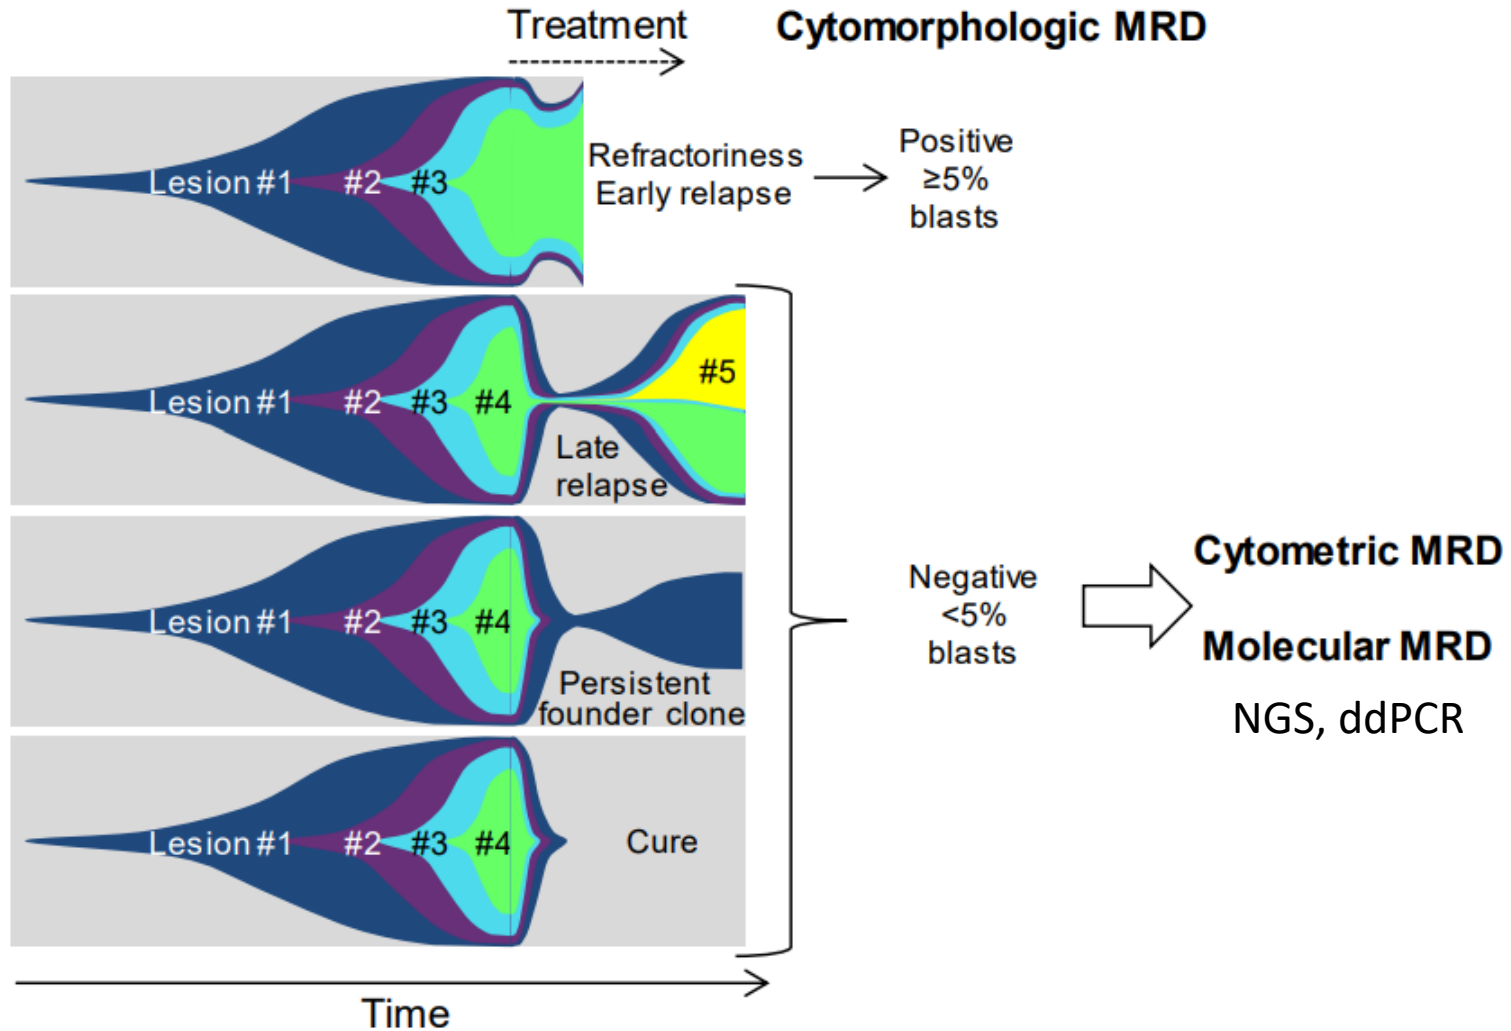 Treatment
Cytomorphologic MRD
Lesion #1 #2 #3
Refractoriness
Early relapse
Positive
≥5%
blasts
Lesion #1 #2 #3 #4
#5
Late
relapse
Lesion #1 #2 #3 #4
Persistent
founder clone
Lesion #1 #2 #3 #4
Cure
Negative
<5%
blasts
Cytometric MRD
Molecular MRD
NGS, ddPCR
Time